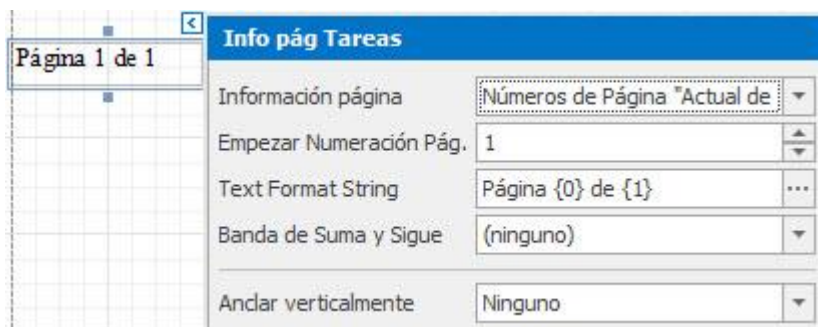 Página 1 de 1
Info pág Tareas
Información página Números de Página "Actual de
Empezar Numeración Pág. 1
Text Format String Página {0} de {1}
Banda de Suma y Sigue (ninguno)
Anclar verticalmente Ninguno